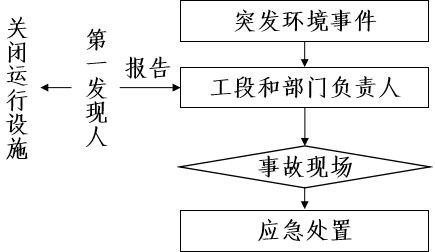 突发环境事件
关闭运行设施
第一发现人
报告
工段和部门负责人
事故现场
应急处置